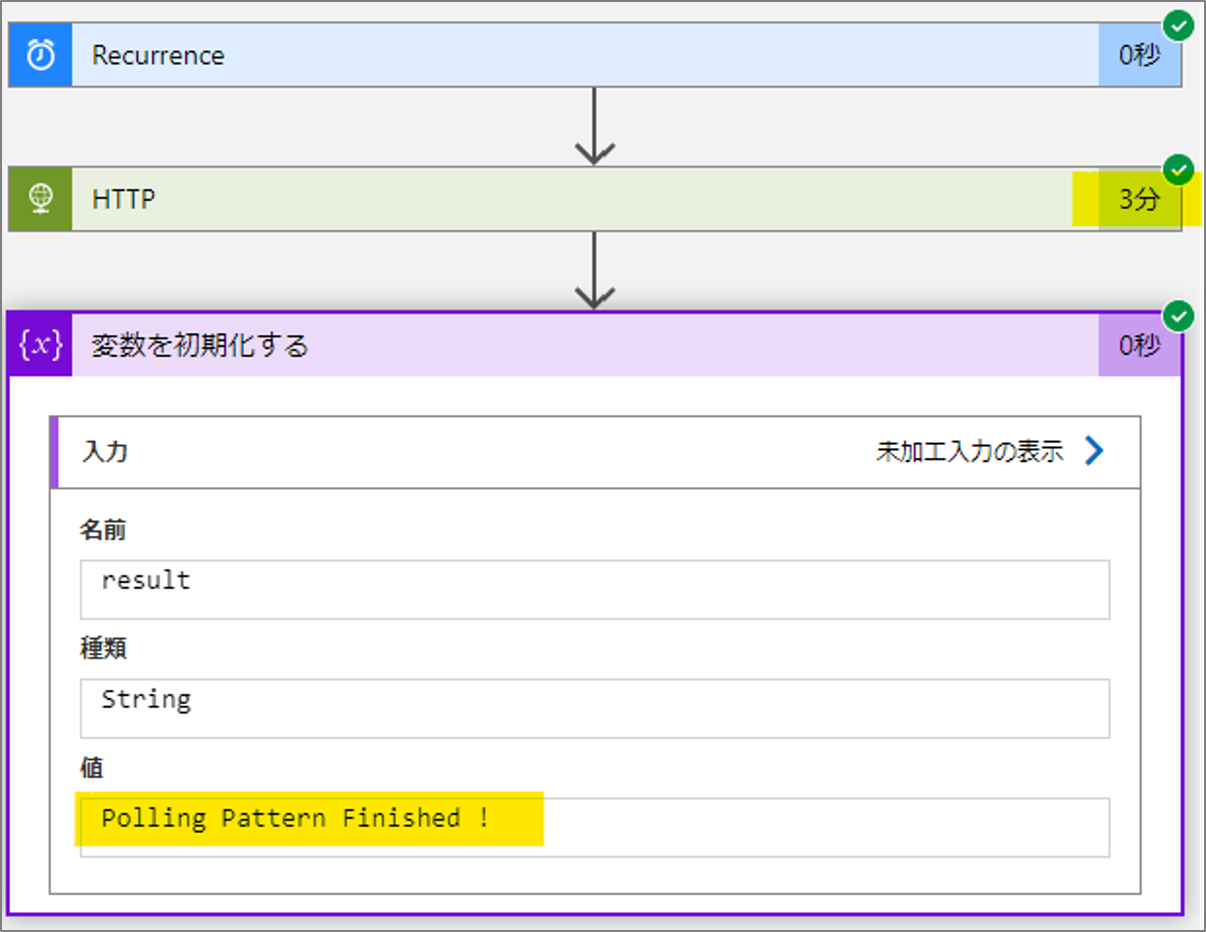 Recurrence 0秒
HTTP 3分
{x} 変数を初期化する 0秒
入力 未加工入力の表示
名前
result
種類
String
値
Polling Pattern Finished !